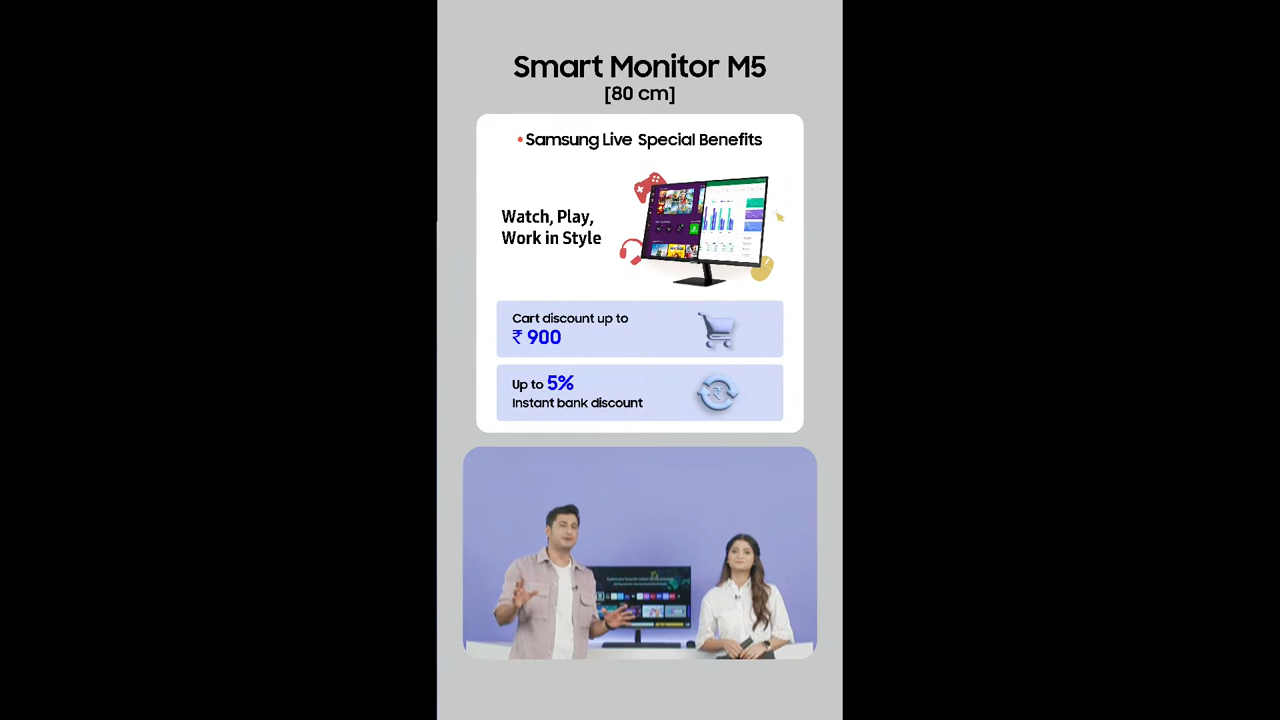 Smart Monitor M5
[80 cm]
Samsung Live Special Benefits
Watch, Play,
Work in Style
Cart discount up to
₹ 900
Up to 5%
Instant bank discount